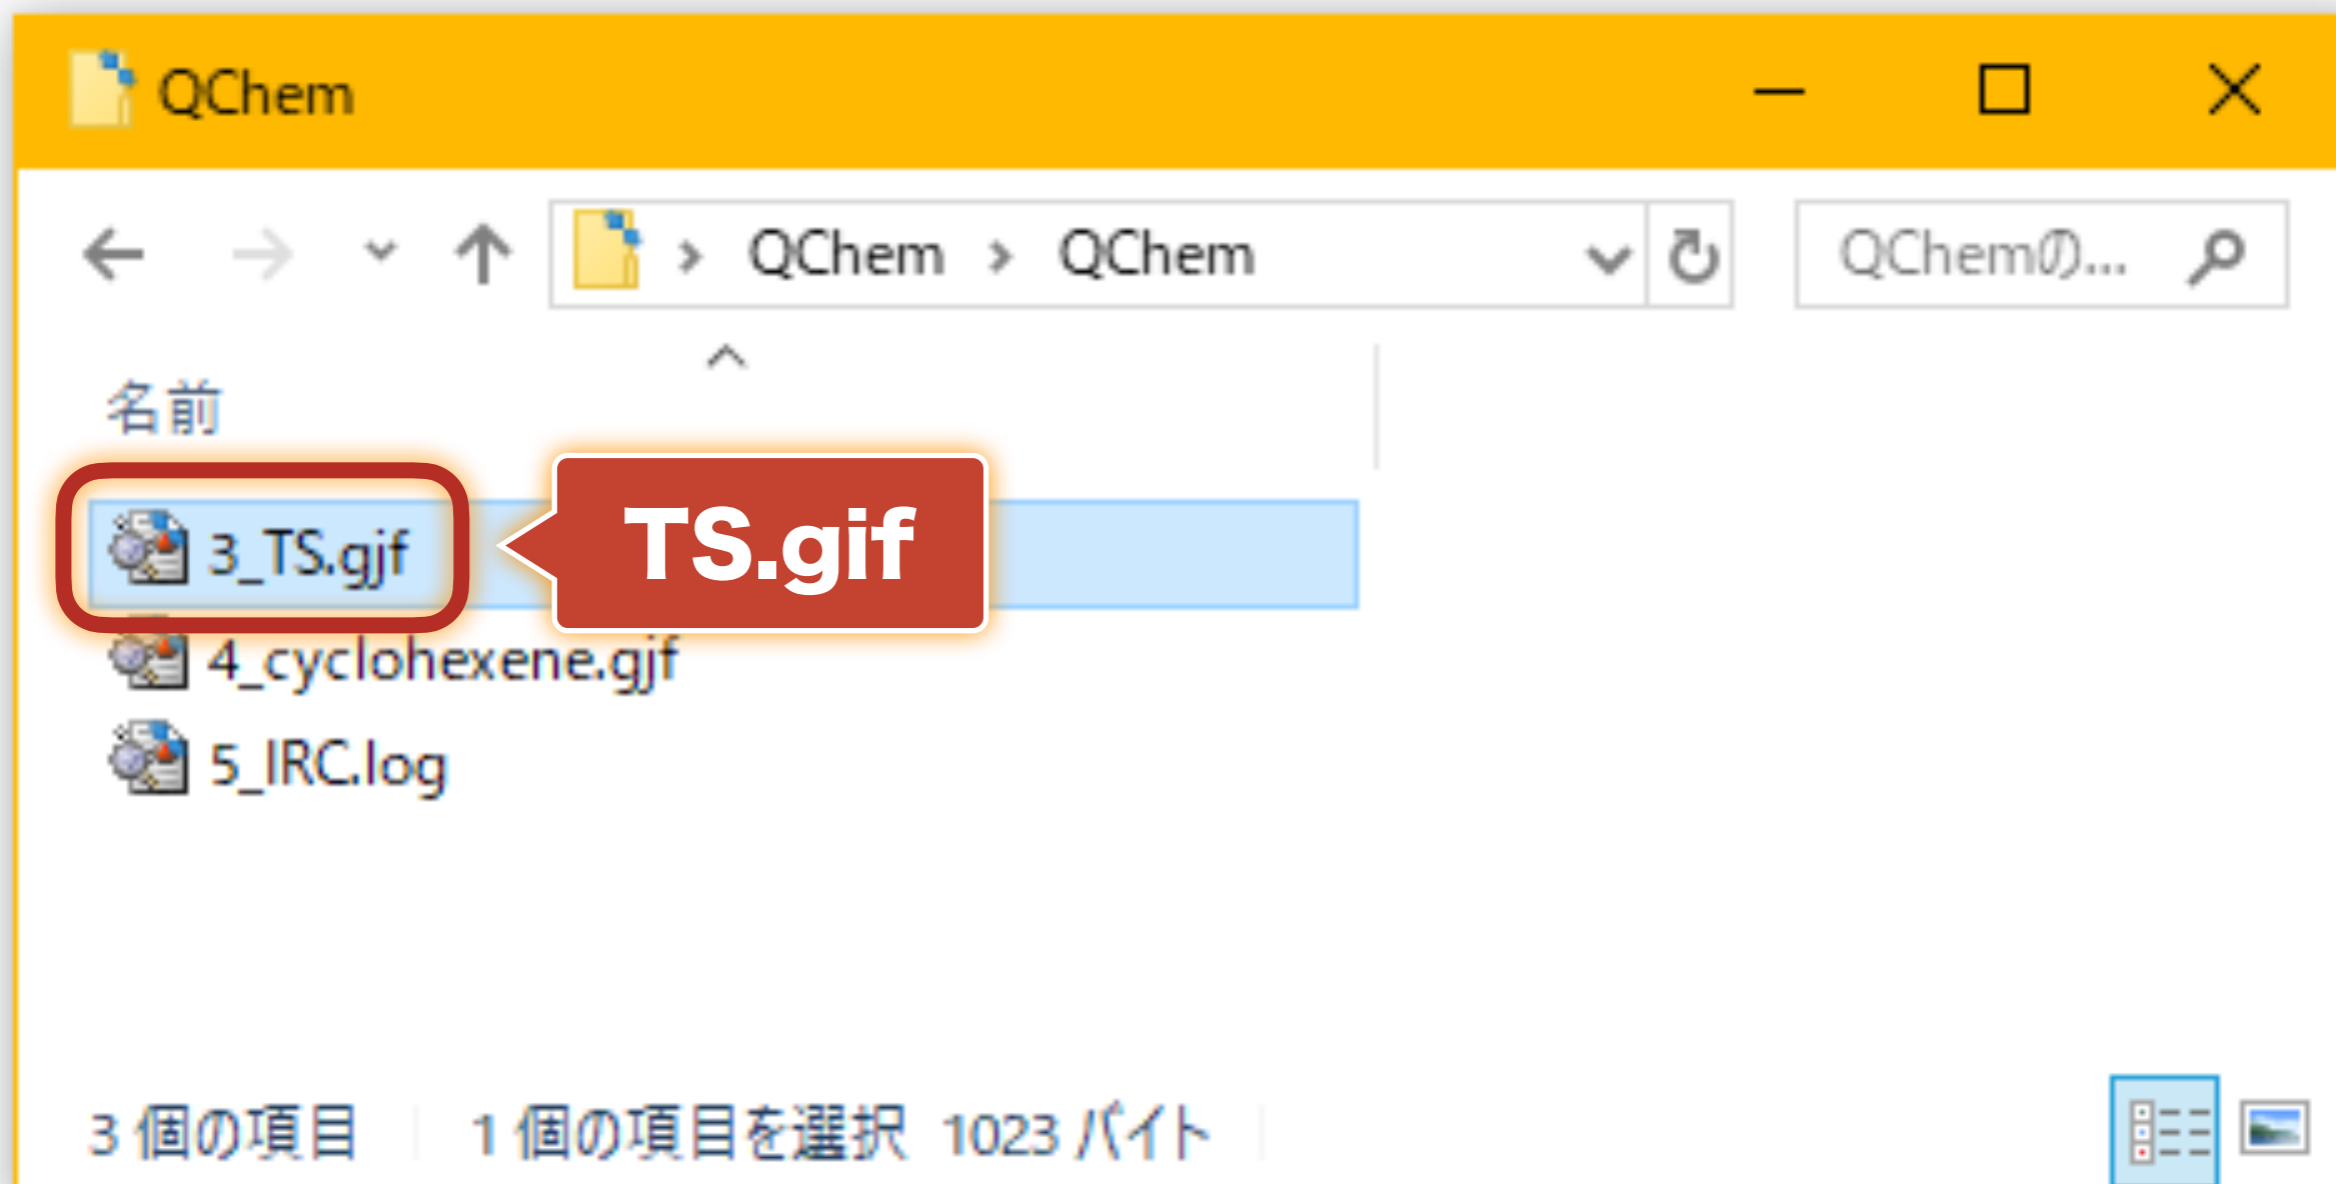 QChem
QChem QChem QChemの...
名前
3_TS.gjf TS.gif
4_cyclohexene.gjf
5_IRC.log
3 個の項目 1 個の項目を選択 1023 バイト